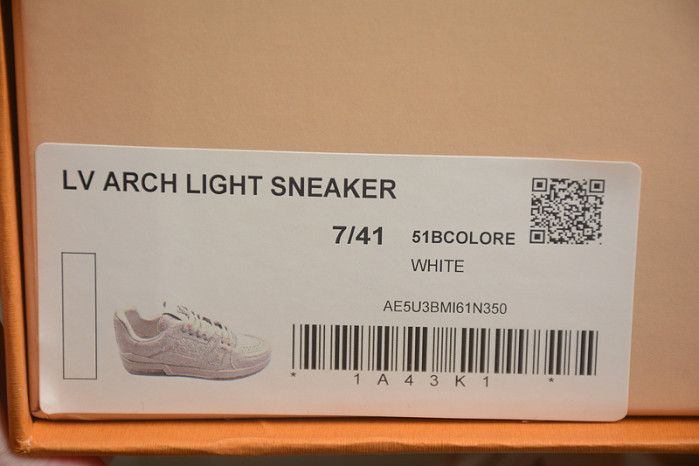 LV ARCH LIGHT SNEAKER
7/41 51BCOLORE
WHITE
AE5U3BMI61N350
* 1A43K1 *